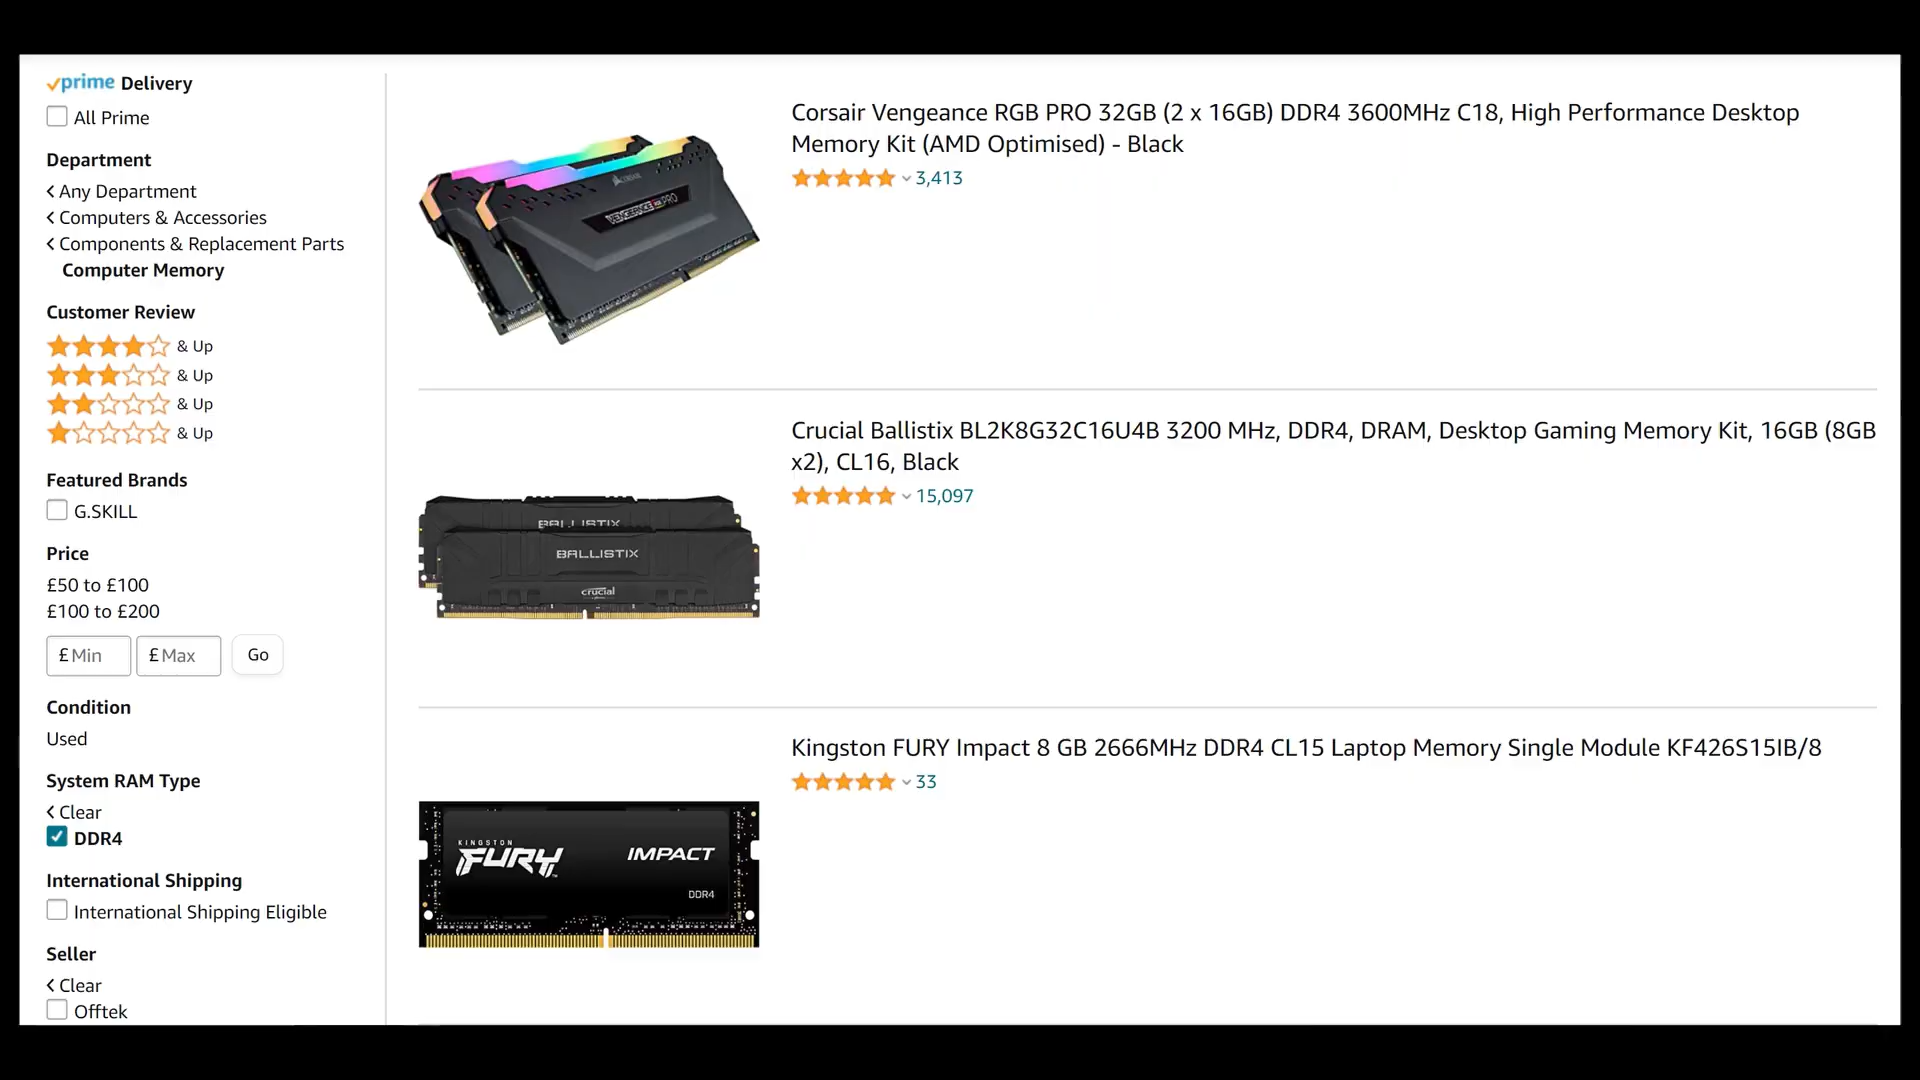 prime Delivery
All Prime
Department
Any Department
Computers & Accessories
Components & Replacement Parts
Computer Memory
Customer Review
& Up
& Up
& Up
& Up
Featured Brands
G.SKILL
Price
£50 to £100
£100 to £200
£ Min £ Max Go
Condition
Used
System RAM Type
Clear
DDR4
International Shipping
International Shipping Eligible
Seller
Clear
Offtek
CORSAIR
VENGEANCE RGB PRO
Corsair Vengeance RGB PRO 32GB (2 x 16GB) DDR4 3600MHz C18, High Performance Desktop
Memory Kit (AMD Optimised) - Black
3,413
BALLISTIX
BALLISTIX
crucial
Crucial Ballistix BL2K8G32C16U4B 3200 MHz, DDR4, DRAM, Desktop Gaming Memory Kit, 16GB (8GB
x2), CL16, Black
15,097
KINGSTON
FURY IMPACT
DDR4
Kingston FURY Impact 8 GB 2666MHz DDR4 CL15 Laptop Memory Single Module KF426S15IB/8
33